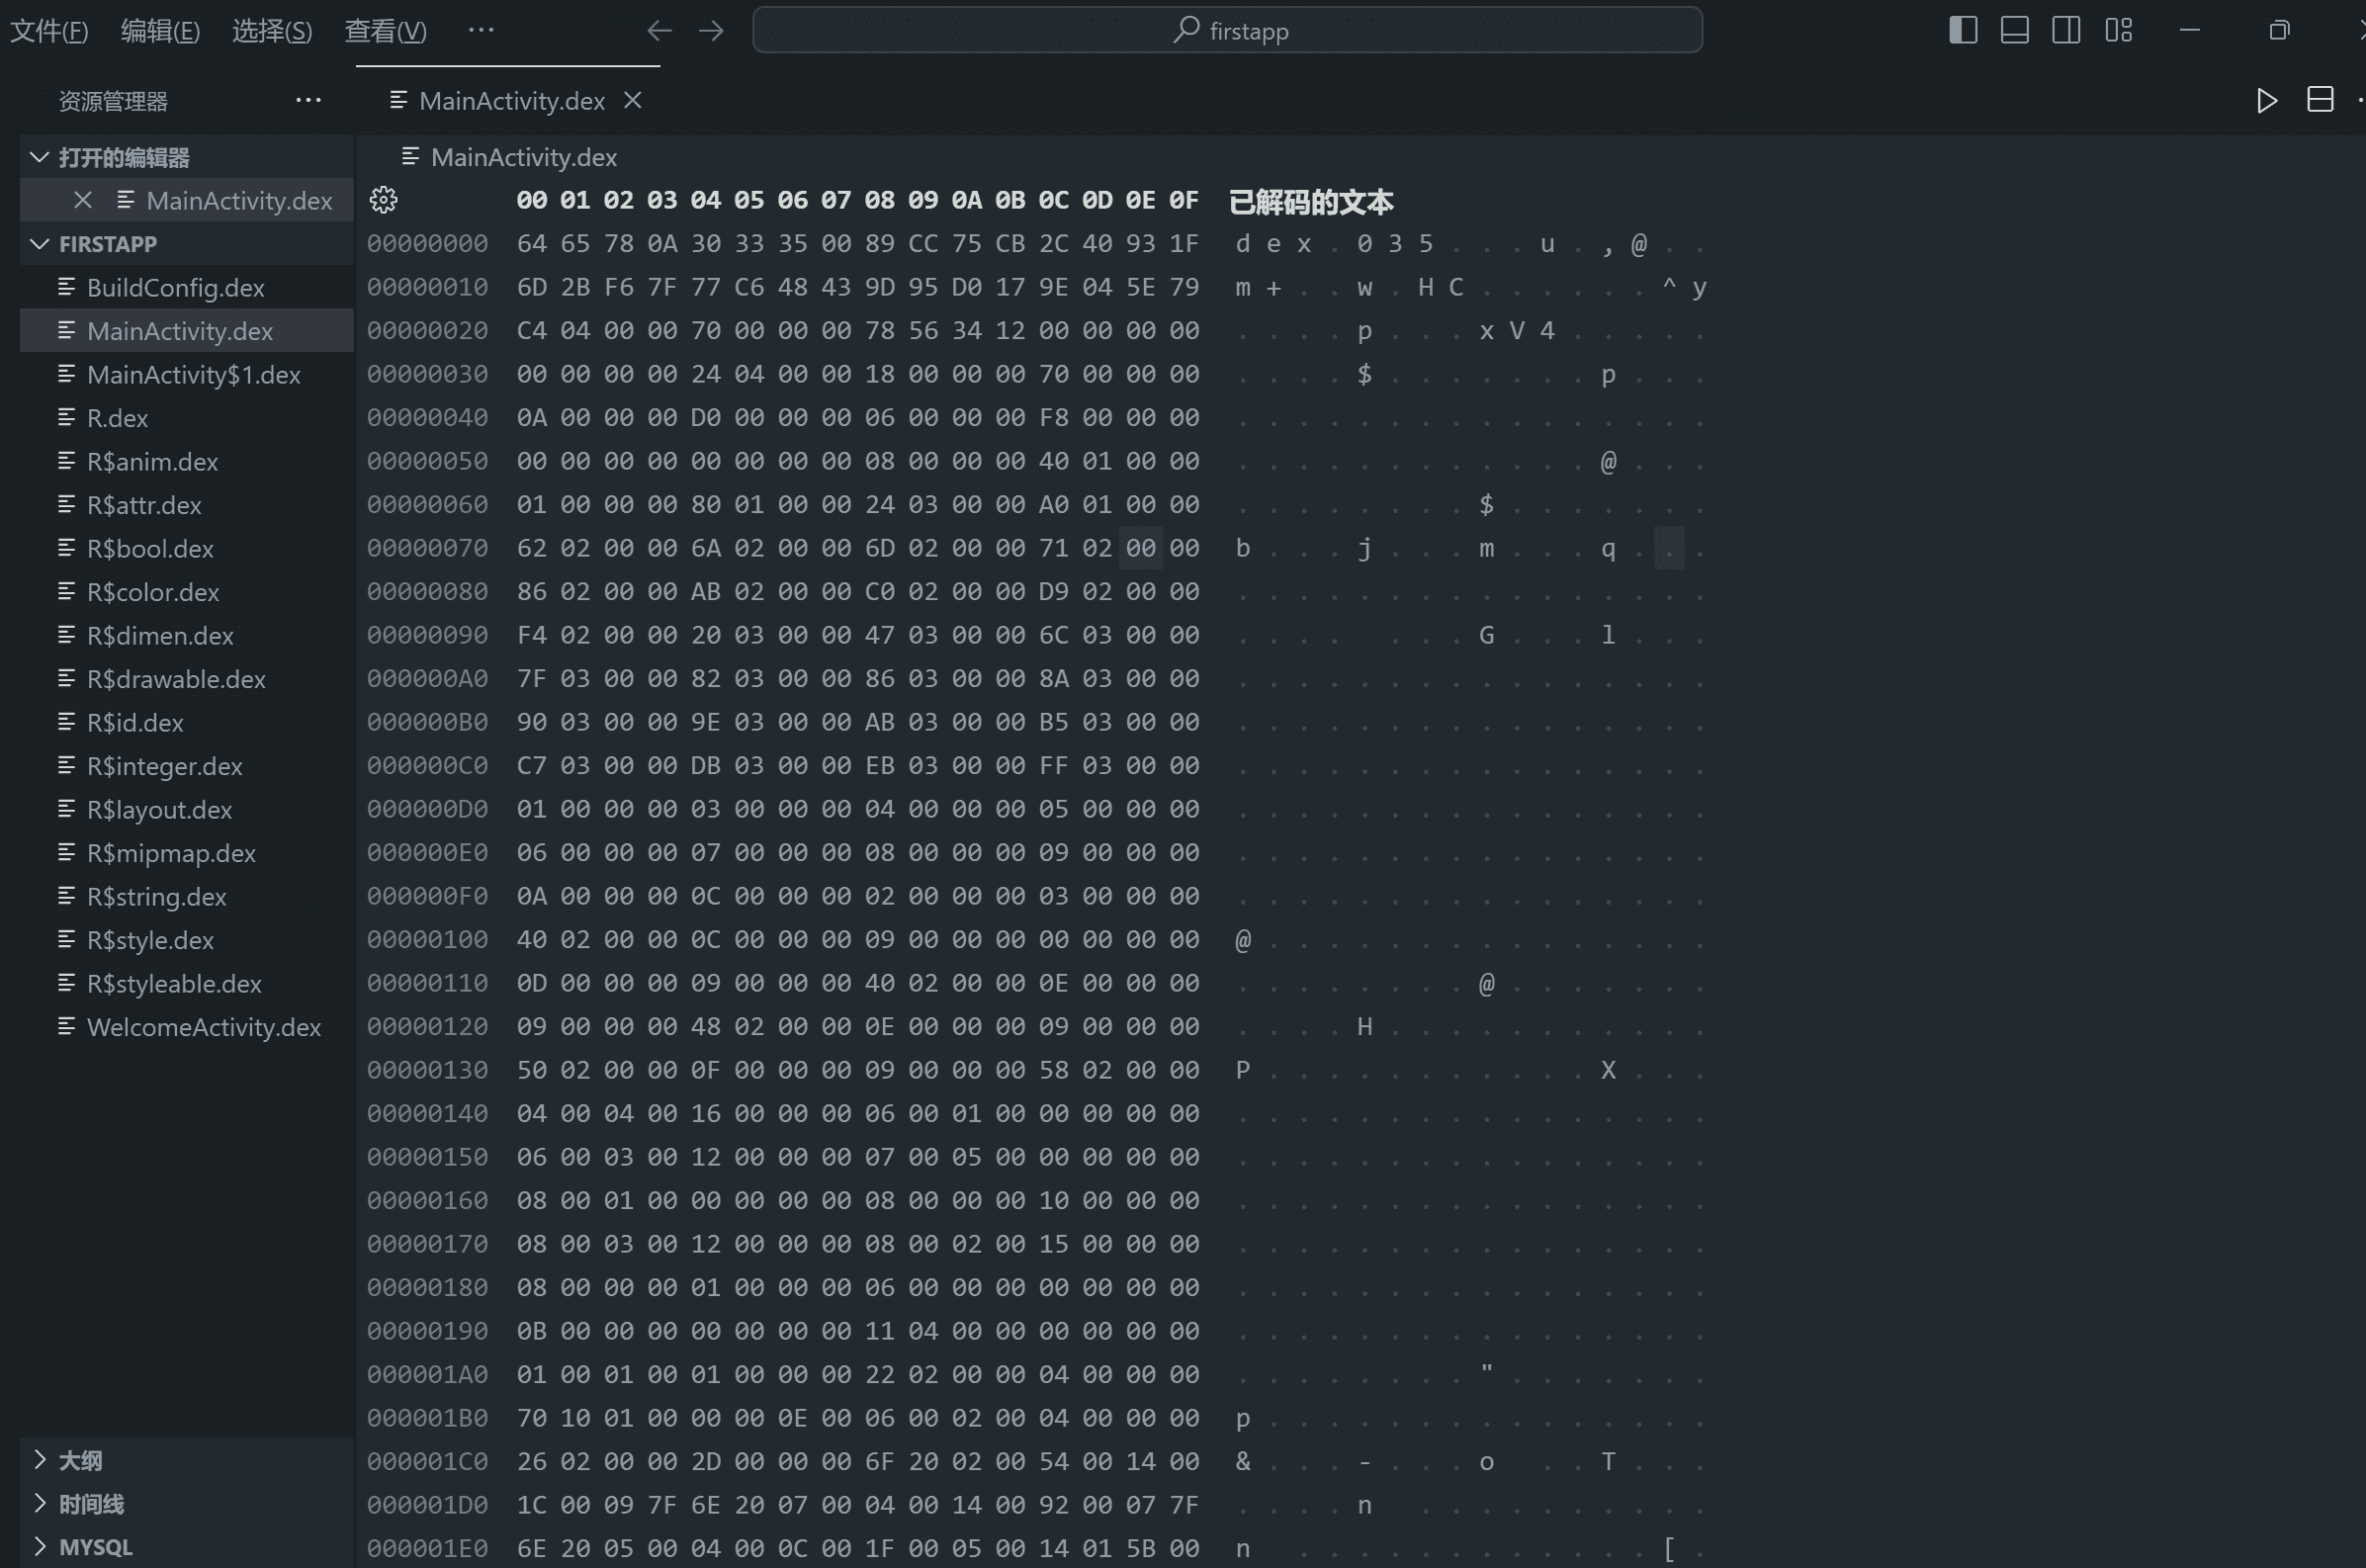 文件(F) 编辑(E) 选择(S) 查看(V) ··· firstapp
资源管理器 ···
打开的编辑器
MainActivity.dex
FIRSTAPP
BuildConfig.dex
MainActivity.dex
MainActivity$1.dex
R.dex
R$anim.dex
R$attr.dex
R$bool.dex
R$color.dex
R$dimen.dex
R$drawable.dex
R$id.dex
R$integer.dex
R$layout.dex
R$mipmap.dex
R$string.dex
R$style.dex
R$styleable.dex
WelcomeActivity.dex
大纲
时间线
MYSQL
MainActivity.dex
MainActivity.dex
00 01 02 03 04 05 06 07 08 09 0A 0B 0C 0D 0E 0F 已解码的文本
00000000 64 65 78 0A 30 33 35 00 89 CC 75 CB 2C 40 93 1F d e x . 0 3 5 . . . u . , @ . .
00000010 6D 2B F6 7F 77 C6 48 43 9D 95 D0 17 9E 04 5E 79 m + . . w . H C . . . . . . ^ y
00000020 C4 04 00 00 70 00 00 00 78 56 34 12 00 00 00 00 . . . . p . . . x V 4 . . . . .
00000030 00 00 00 00 24 04 00 00 18 00 00 00 70 00 00 00 . . . . $ . . . . . . . p . . .
00000040 0A 00 00 00 D0 00 00 00 06 00 00 00 F8 00 00 00 . . . . . . . . . . . . . . . .
00000050 00 00 00 00 00 00 00 00 08 00 00 00 40 01 00 00 . . . . . . . . . . . . @ . . .
00000060 01 00 00 00 80 01 00 00 24 03 00 00 A0 01 00 00 . . . . . . . . $ . . . . . . .
00000070 62 02 00 00 6A 02 00 00 6D 02 00 00 71 02 00 00 b . . . j . . . m . . . q . . .
00000080 86 02 00 00 AB 02 00 00 C0 02 00 00 D9 02 00 00 . . . . . . . . . . . . . . . .
00000090 F4 02 00 00 20 03 00 00 47 03 00 00 6C 03 00 00 . . . .   . . . G . . . l . . .
000000A0 7F 03 00 00 82 03 00 00 86 03 00 00 8A 03 00 00 . . . . . . . . . . . . . . . .
000000B0 90 03 00 00 9E 03 00 00 AB 03 00 00 B5 03 00 00 . . . . . . . . . . . . . . . .
000000C0 C7 03 00 00 DB 03 00 00 EB 03 00 00 FF 03 00 00 . . . . . . . . . . . . . . . .
000000D0 01 00 00 00 03 00 00 00 04 00 00 00 05 00 00 00 . . . . . . . . . . . . . . . .
000000E0 06 00 00 00 07 00 00 00 08 00 00 00 09 00 00 00 . . . . . . . . . . . . . . . .
000000F0 0A 00 00 00 0C 00 00 00 02 00 00 00 03 00 00 00 . . . . . . . . . . . . . . . .
00000100 40 02 00 00 0C 00 00 00 09 00 00 00 00 00 00 00 @ . . . . . . . . . . . . . . .
00000110 0D 00 00 00 09 00 00 00 40 02 00 00 0E 00 00 00 . . . . . . . . @ . . . . . . .
00000120 09 00 00 00 48 02 00 00 0E 00 00 00 09 00 00 00 . . . . H . . . . . . . . . . .
00000130 50 02 00 00 0F 00 00 00 09 00 00 00 58 02 00 00 P . . . . . . . . . . . X . . .
00000140 04 00 04 00 16 00 00 00 06 00 01 00 00 00 00 00 . . . . . . . . . . . . . . . .
00000150 06 00 03 00 12 00 00 00 07 00 05 00 00 00 00 00 . . . . . . . . . . . . . . . .
00000160 08 00 01 00 00 00 00 00 08 00 00 00 10 00 00 00 . . . . . . . . . . . . . . . .
00000170 08 00 03 00 12 00 00 00 08 00 02 00 15 00 00 00 . . . . . . . . . . . . . . . .
00000180 08 00 00 00 01 00 00 00 06 00 00 00 00 00 00 00 . . . . . . . . . . . . . . . .
00000190 0B 00 00 00 00 00 00 00 11 04 00 00 00 00 00 00 . . . . . . . . . . . . . . . .
000001A0 01 00 01 00 01 00 00 00 22 02 00 00 04 00 00 00 . . . . . . . . " . . . . . . .
000001B0 70 10 01 00 00 00 0E 00 06 00 02 00 04 00 00 00 p . . . . . . . . . . . . . . .
000001C0 26 02 00 00 2D 00 00 00 6F 20 02 00 54 00 14 00 & . . . - . . . o   . . T . . .
000001D0 1C 00 09 7F 6E 20 07 00 04 00 14 00 92 00 07 7F . . . . n   . . . . . . . . . .
000001E0 6E 20 05 00 04 00 0C 00 1F 00 05 00 14 01 5B 00 n   . . . . . . . . . . . . [ .